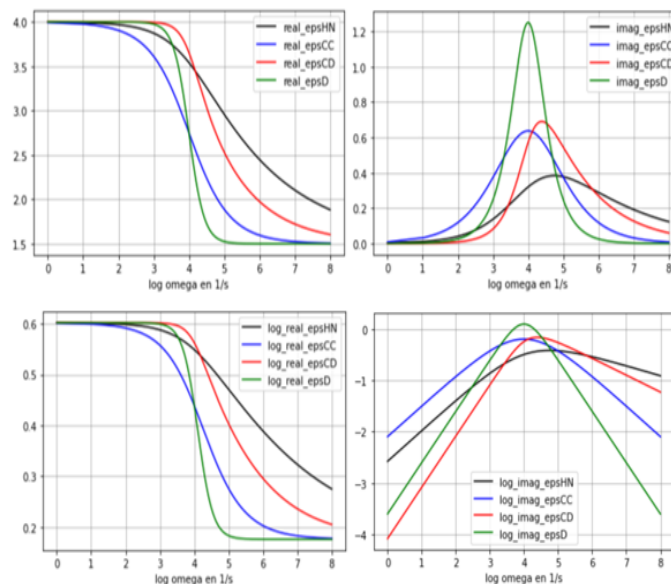 4.0
3.5
3.0
2.5
2.0
1.5
0 1 2 3 4 5 6 7 8
log omega en 1/s
real_epsHN
real_epsCC
real_epsCD
real_epsD
1.2
1.0
0.8
0.6
0.4
0.2
0.0
0 1 2 3 4 5 6 7 8
log omega en 1/s
imag_epsHN
imag_epsCC
imag_epsCD
imag_epsD
0.6
0.5
0.4
0.3
0.2
0 1 2 3 4 5 6 7 8
log omega en 1/s
log_real_epsHN
log_real_epsCC
log_real_epsCD
log_real_epsD
0
−1
−2
−3
−4
0 1 2 3 4 5 6 7 8
log omega en 1/s
log_imag_epsHN
log_imag_epsCC
log_imag_epsCD
log_imag_epsD